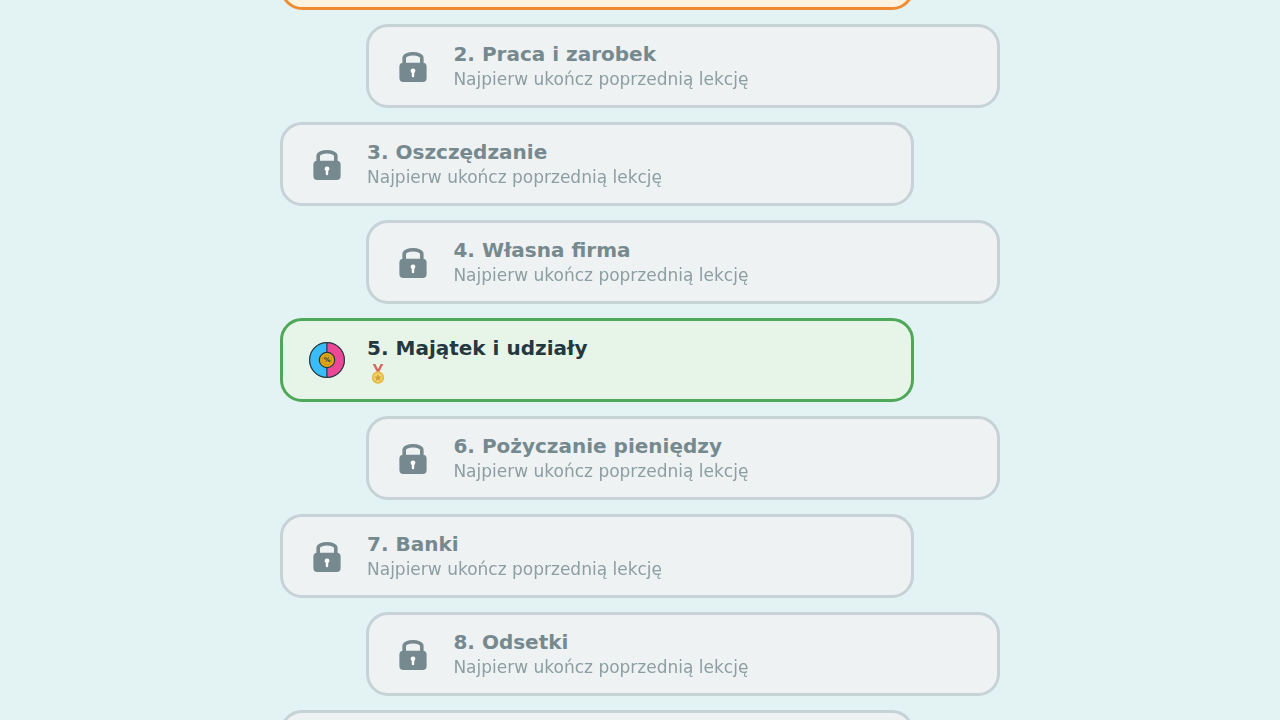 2. Praca i zarobek
Najpierw ukończ poprzednią lekcję
3. Oszczędzanie
Najpierw ukończ poprzednią lekcję
4. Własna firma
Najpierw ukończ poprzednią lekcję
%
5. Majątek i udziały
6. Pożyczanie pieniędzy
Najpierw ukończ poprzednią lekcję
7. Banki
Najpierw ukończ poprzednią lekcję
8. Odsetki
Najpierw ukończ poprzednią lekcję